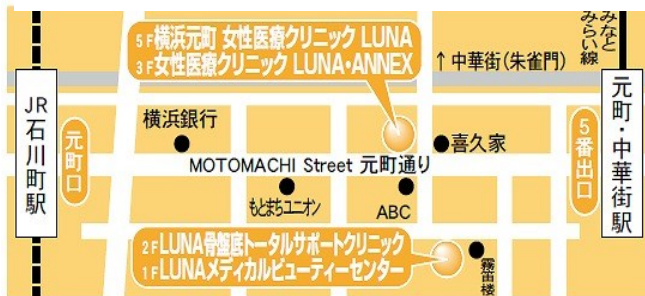 5F横浜元町 女性医療クリニック LUNA
3F女性医療クリニック LUNA・ANNEX
↑中華街(朱雀門)
みなとみらい線
JR石川町駅
元町口
横浜銀行
喜久家
5番出口
元町・中華街駅
MOTOMACHI Street 元町通り
もとまちユニオン
ABC
2F LUNA骨盤底トータルサポートクリニック
1F LUNAメディカルビューティーセンター
霧笛楼